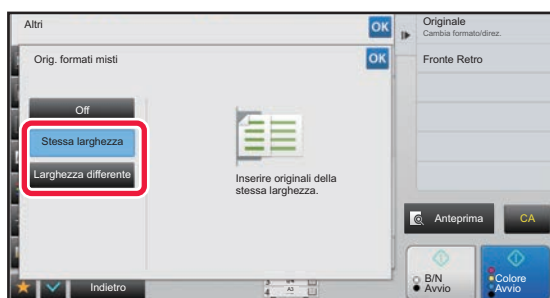 Altri
OK
Orig. formati misti
OK
Off
Stessa larghezza
Larghezza differente
Inserire originali della
stessa larghezza.
Originale
Cambia formato/direz.
Fronte Retro
Anteprima
CA
B/N
Avvio
Colore
Avvio
Indietro